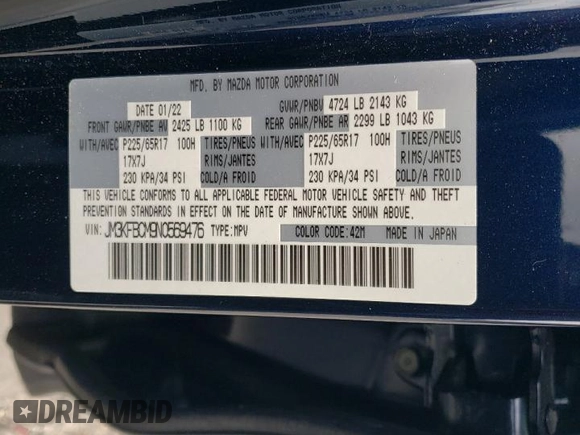 MFD. BY MAZDA MOTOR CORPORATION
DATE 01/22 GVWR/PNBV 4724 LB 2143 KG
FRONT GAWR/PNBE AV 2425 LB 1100 KG REAR GAWR/PNBE AR 2299 LB 1043 KG
WITH/AVEC P225/65R17 100H TIRES/PNEUS WITH/AVEC P225/65R17 100H TIRES/PNEUS
17X7J RIMS/JANTES 17X7J RIMS/JANTES
230 KPA/34 PSI COLD/A FROID 230 KPA/34 PSI COLD/A FROID
THIS VEHICLE CONFORMS TO ALL APPLICABLE FEDERAL MOTOR VEHICLE SAFETY AND THEFT
PREVENTION STANDARDS IN EFFECT ON THE DATE OF MANUFACTURE SHOWN ABOVE.
VIN: JM3KFBCM9N0569476 TYPE:MPV COLOR CODE:42M MADE IN JAPAN
DREAMBID